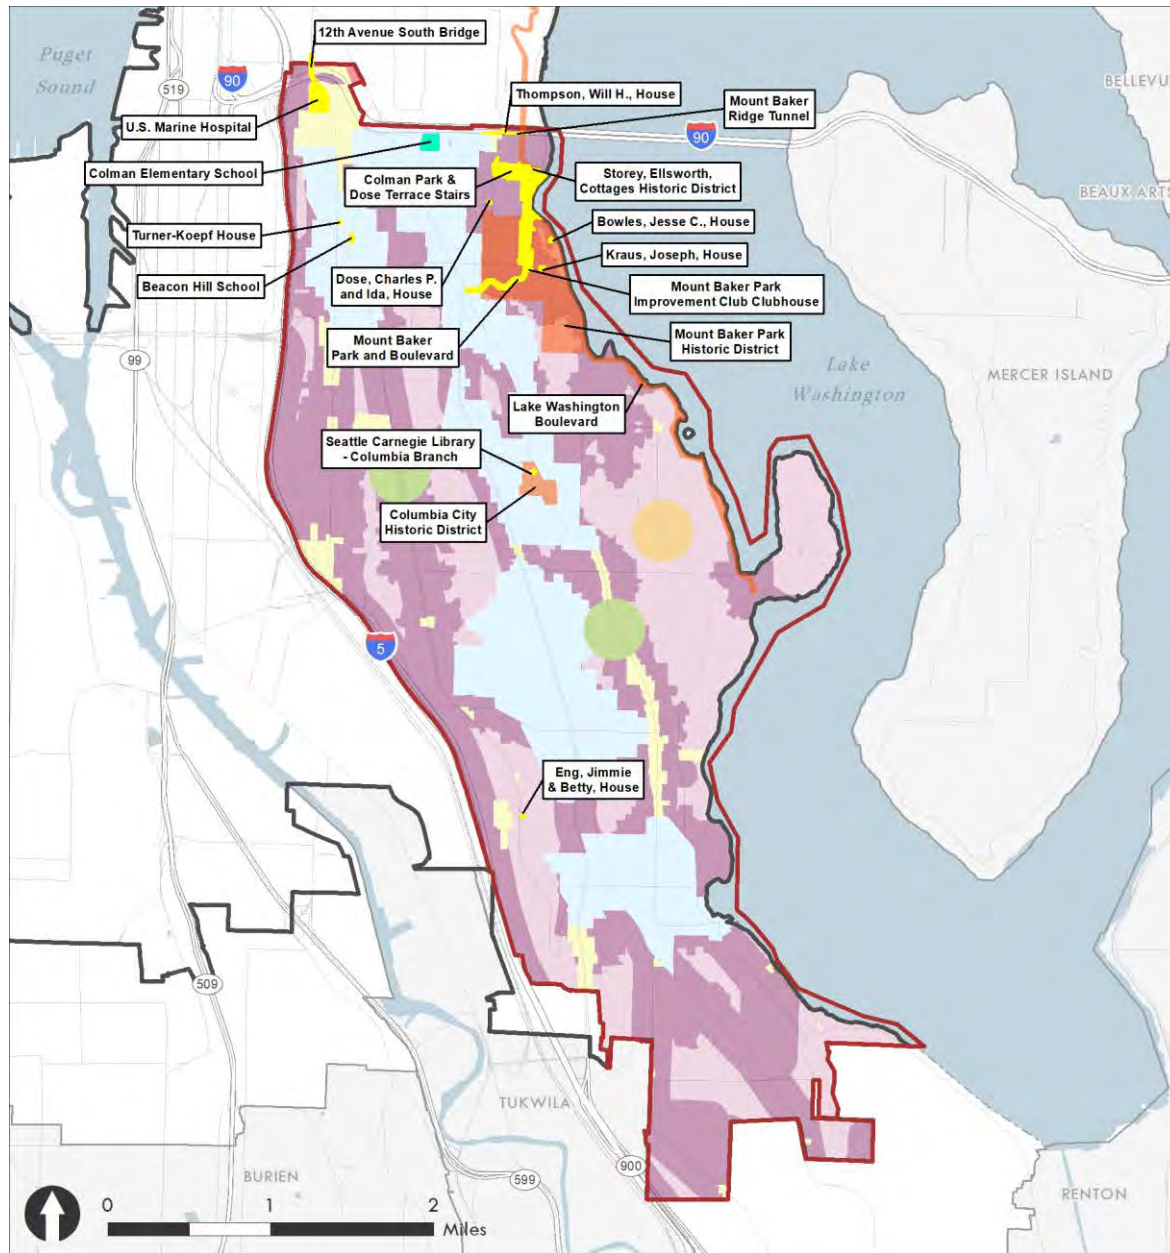 12th Avenue South Bridge
Puget
Sound
90
519
BELLEVU
Thompson, Will H., House
Mount Baker
Ridge Tunnel
U.S. Marine Hospital
90
Colman Elementary School
Colman Park &
Dose Terrace Stairs
Storey, Ellsworth,
Cottages Historic District
BEAUX ARTS
Turner-Koepf House
Bowles, Jesse C., House
Beacon Hill School
Dose, Charles P.
and Ida, House
Kraus, Joseph, House
Mount Baker Park
Improvement Club Clubhouse
Mount Baker
Park and Boulevard
Mount Baker Park
Historic District
99
Lake
Washington
MERCER ISLAND
Lake Washington
Boulevard
Seattle Carnegie Library
- Columbia Branch
Columbia City
Historic District
5
Eng, Jimmie
& Betty, House
509
TUKWILA
900
BURIEN
599
RENTON
0
1
2
Miles